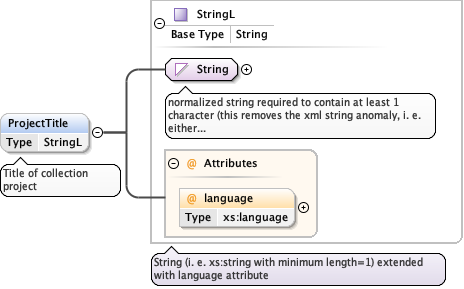 StringL
Base Type String
String
normalized string required to contain at least 1
character (this removes the xml string anomaly, i. e.
either...
ProjectTitle
Type StringL
Title of collection
project
@ Attributes
@ language
Type xs:language
String (i. e. xs:string with minimum length=1) extended
with language attribute